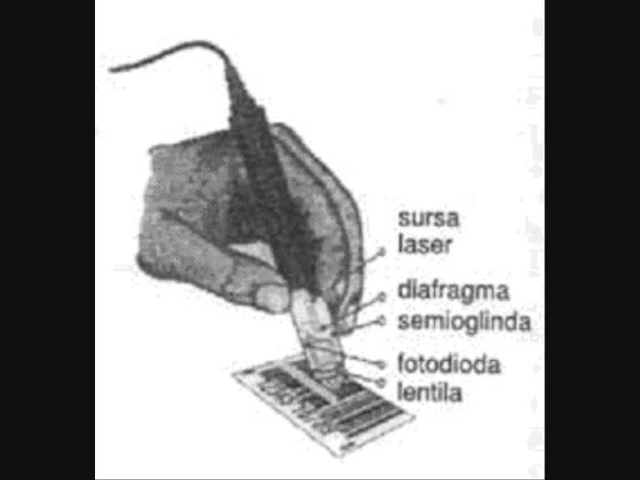 sursa
laser
diafragma
semioglinda
fotodioda
lentila